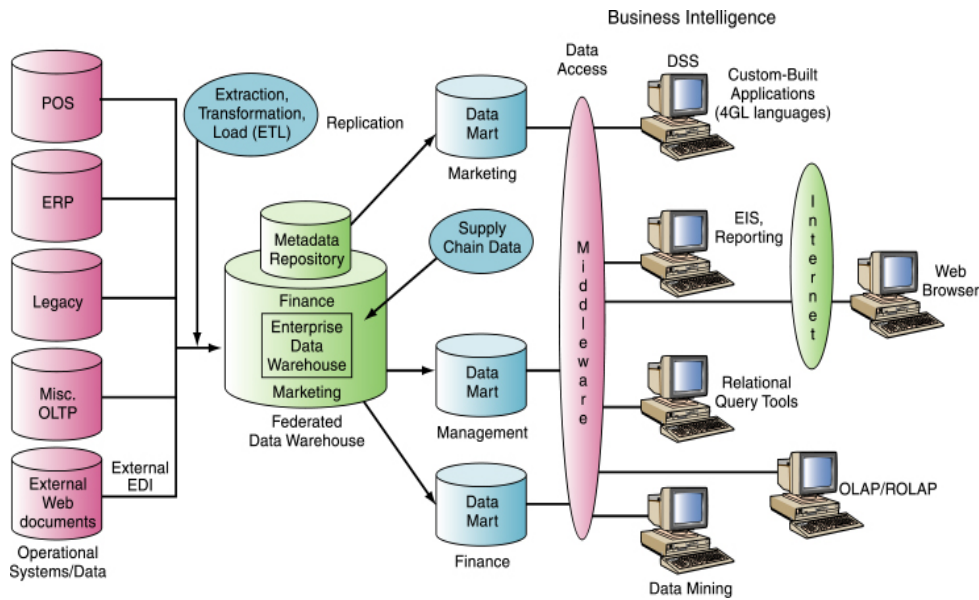 Business Intelligence
POS
ERP
Legacy
Misc.
OLTP
External
Web
documents
External
EDI
Operational
Systems/Data
Extraction,
Transformation,
Load (ETL)
Replication
Metadata
Repository
Finance
Enterprise
Data
Warehouse
Marketing
Federated
Data Warehouse
Supply
Chain Data
Data
Mart
Marketing
Data
Mart
Management
Data
Mart
Finance
Data
Access
Middleware
DSS
Custom-Built
Applications
(4GL languages)
EIS,
Reporting
Internet
Web
Browser
Relational
Query Tools
OLAP/ROLAP
Data Mining